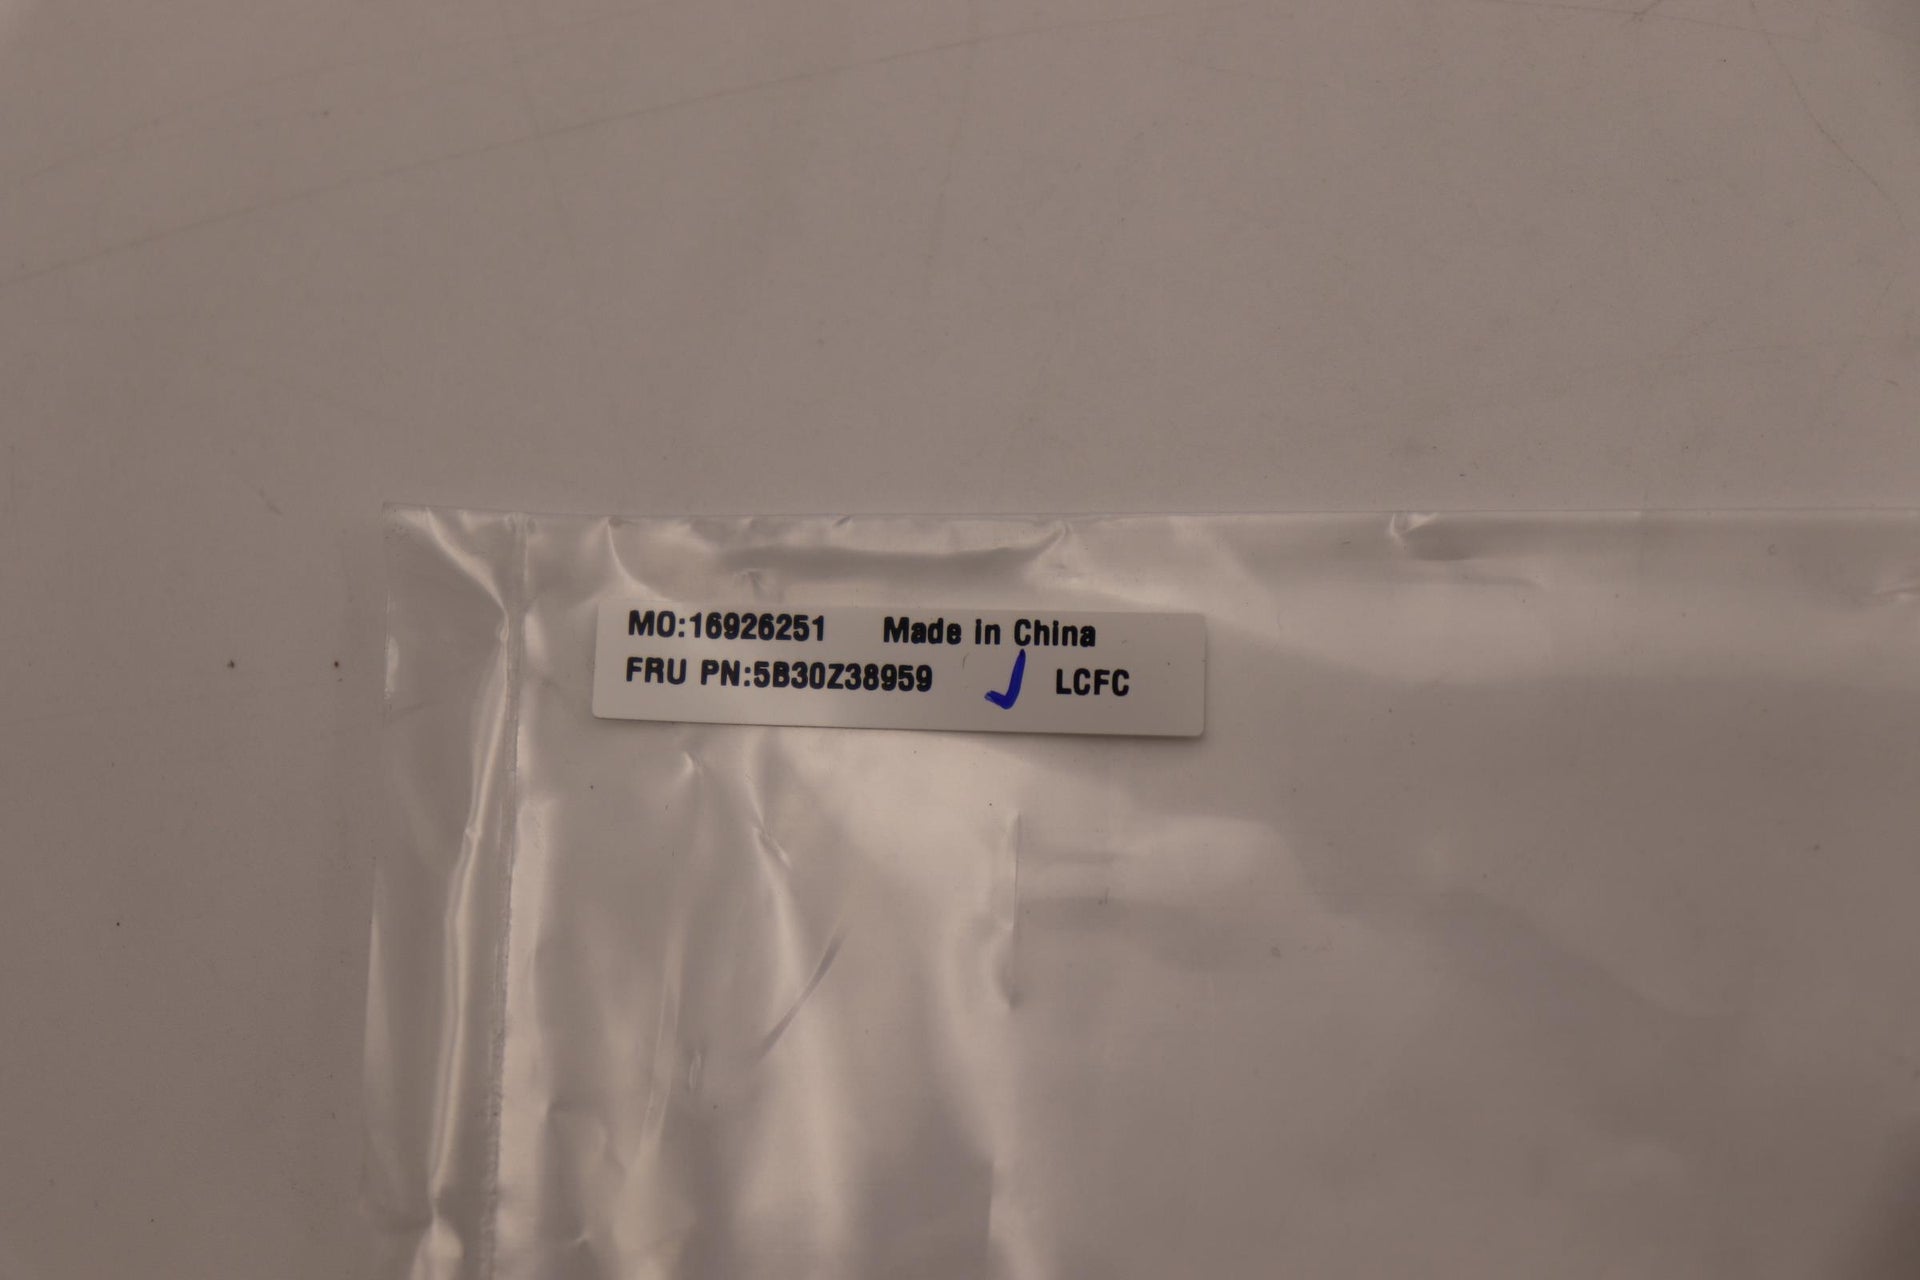 MO:16926251 Made in China
FRU PN:5B30Z38959 LCFC